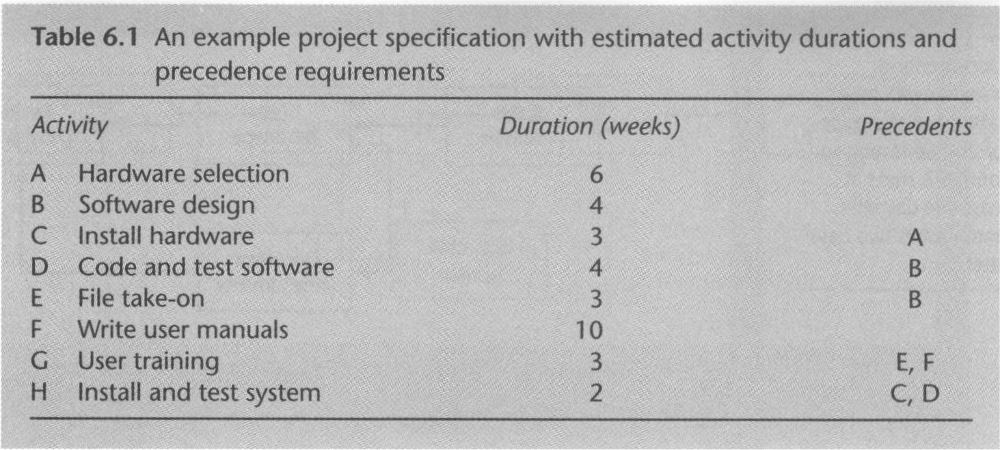 Table 6.1 An example project specification with estimated activity durations and
precedence requirements
Activity Duration (weeks) Precedents
A Hardware selection 6
B Software design 4
C Install hardware 3 A
D Code and test software 4 B
E File take-on 3 B
F Write user manuals 10
G User training 3 E, F
H Install and test system 2 C, D